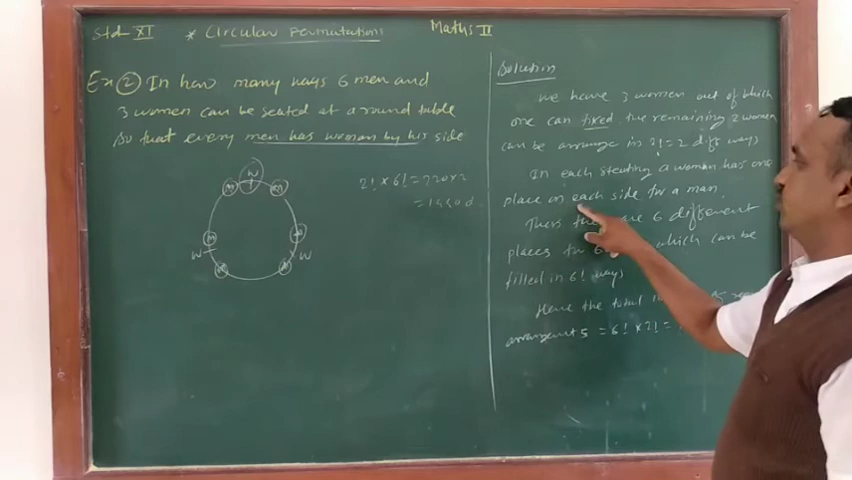 Std XI * Circular Permutations Maths II
Ex ② In how many ways 6 men and
3 women can be seated at a round table
so that every men has woman by his side
W
M M
M M
W W
M M
2! × 6! = 720×2
= 1440 d
Solution
we have 3 women out of which
one can fixed the remaining 2 women
can be arrange in 2! = 2 diff ways
In each steating a woman has one
place on each side for a man.
Thers are 6 different
places for which can be
filled in 6! ways
Hence the total
arrangements = 6! × 2! =